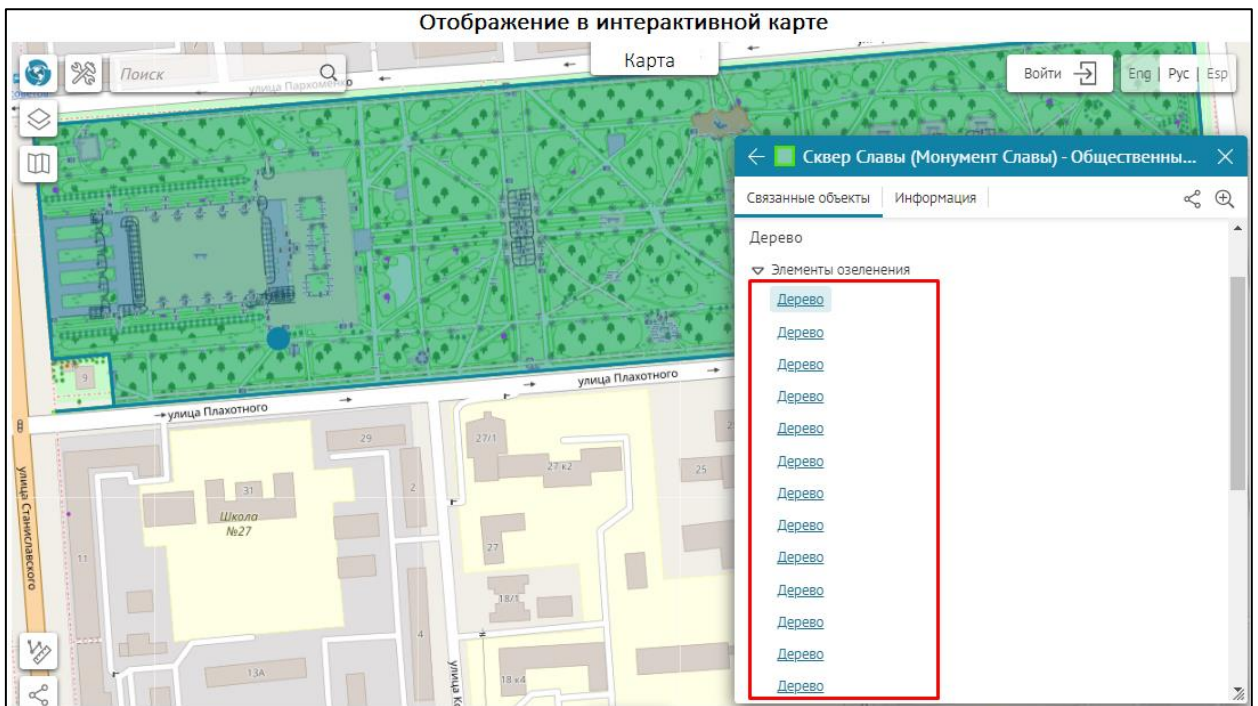 Отображение в интерактивной карте
Поиск
Карта
Войти
Eng | Рус | Esp
улица Пархоменко
Сквер Славы (Монумент Славы) - Общественны...
Связанные объекты
Информация
Дерево
Элементы озеленения
Дерево
Дерево
Дерево
Дерево
Дерево
Дерево
Дерево
Дерево
Дерево
Дерево
Дерево
Дерево
Дерево
9
улица Плахотного
улица Плахотного
29
27/1
27 к2
25
2
31
Школа
№27
улица Станиславского
11
27
18/1
4
13А
18 к4